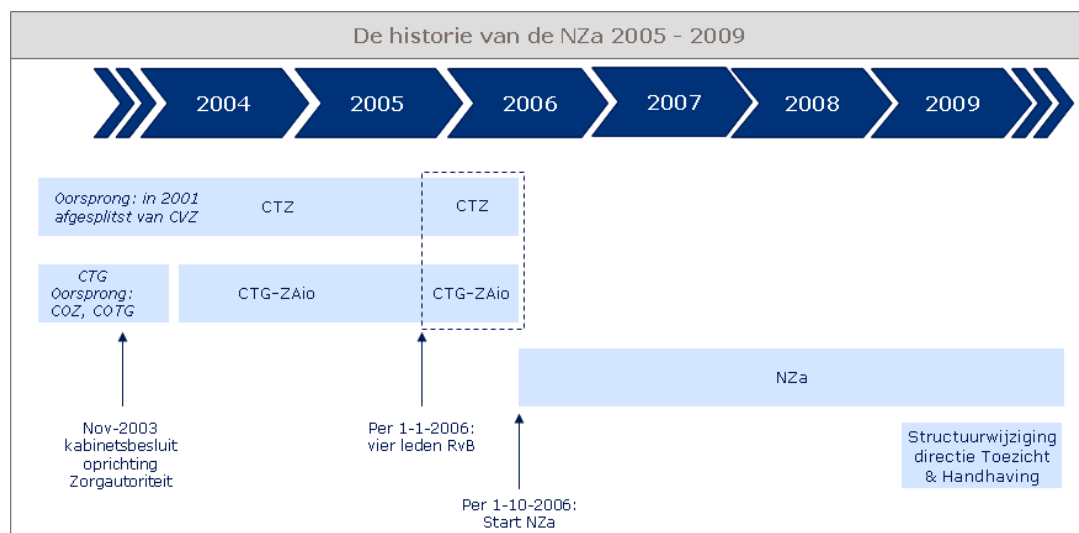 De historie van de NZa 2005 - 2009
2004
2005
2006
2007
2008
2009
Oorsprong: in 2001
afgesplitst van CVZ
CTZ
CTZ
CTG
Oorsprong:
COZ, COTG
CTG-ZAio
CTG-ZAio
NZa
Nov-2003
kabinetsbesluit
oprichting
Zorgautoriteit
Per 1-1-2006:
vier leden RvB
Per 1-10-2006:
Start NZa
Structuurwijziging
directie Toezicht
& Handhaving